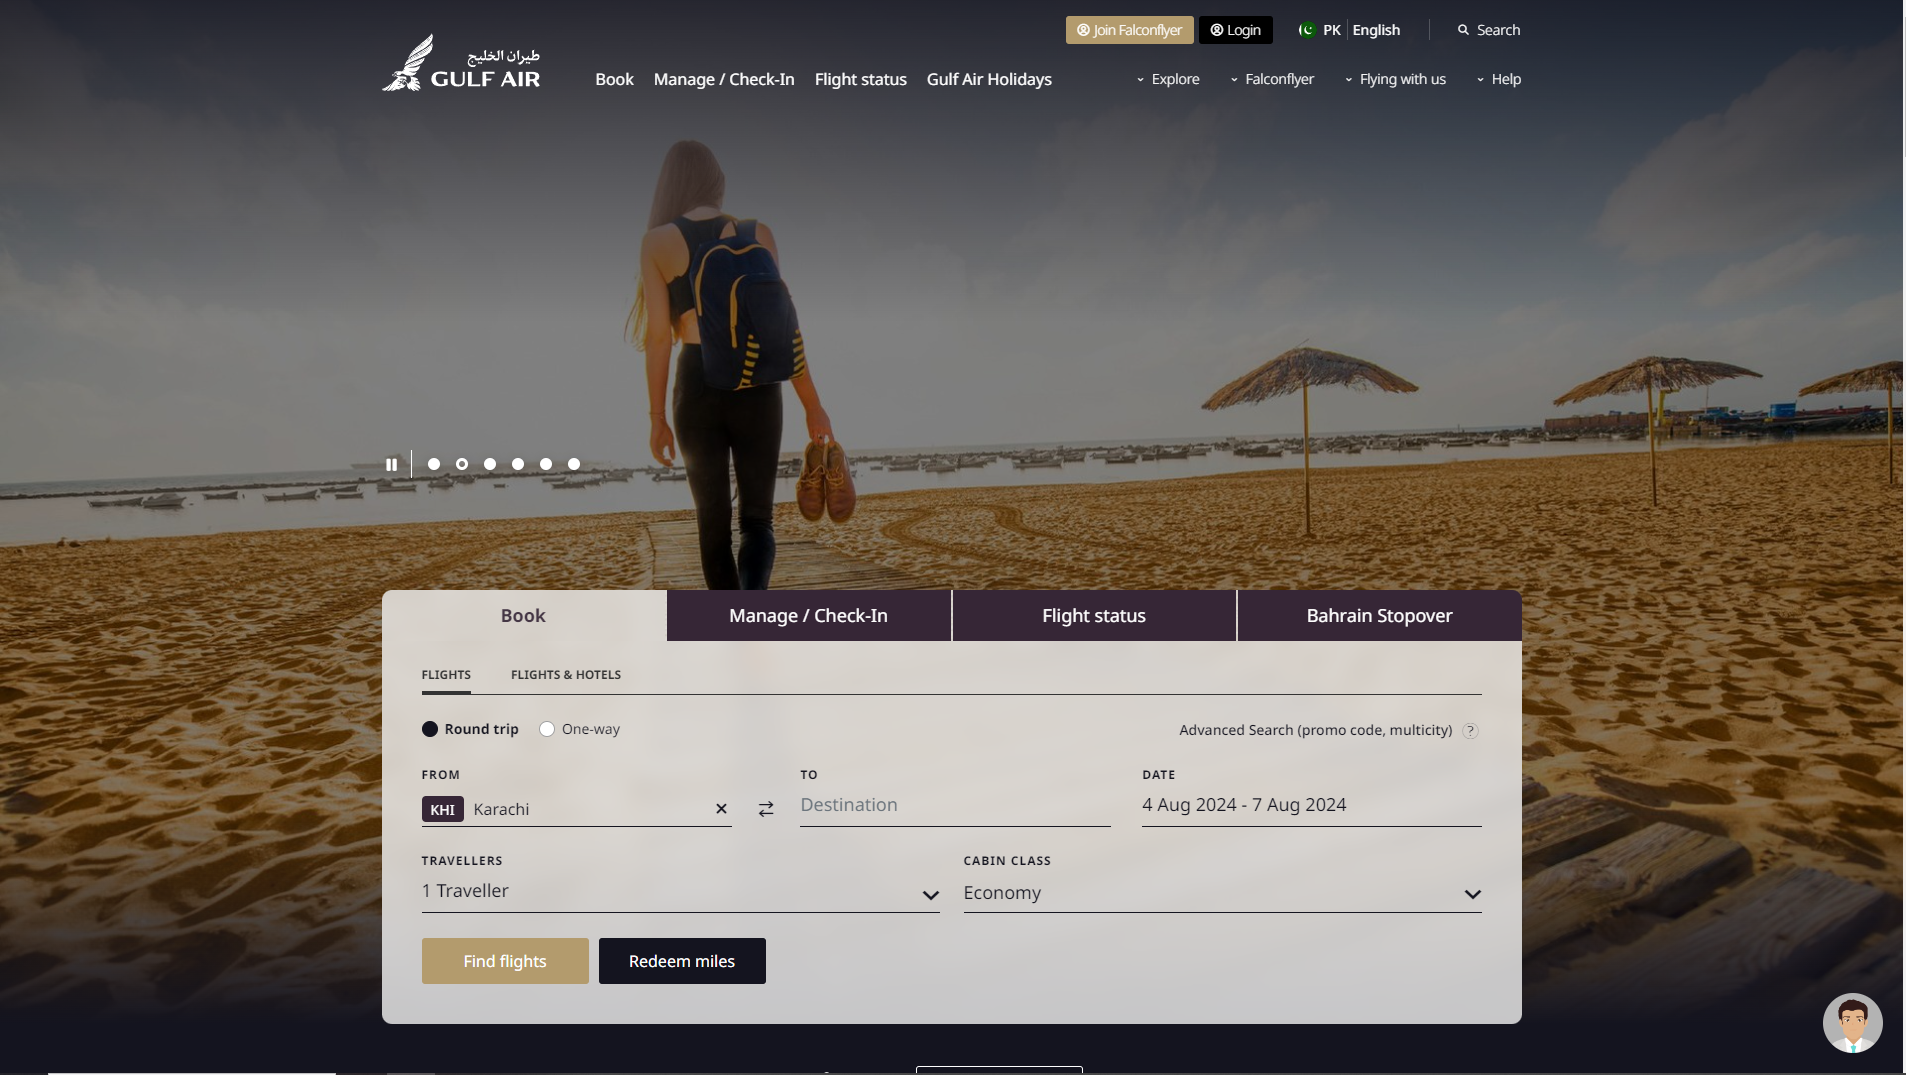 Join Falconflyer
Login
PK English
Search
طيران الخليج
GULF AIR
Book
Manage / Check-In
Flight status
Gulf Air Holidays
Explore
Falconflyer
Flying with us
Help
Book
Manage / Check-In
Flight status
Bahrain Stopover
FLIGHTS
FLIGHTS & HOTELS
Round trip
One-way
Advanced Search (promo code, multicity) ?
FROM
KHI Karachi
TO
Destination
DATE
4 Aug 2024 - 7 Aug 2024
TRAVELLERS
1 Traveller
CABIN CLASS
Economy
Find flights
Redeem miles